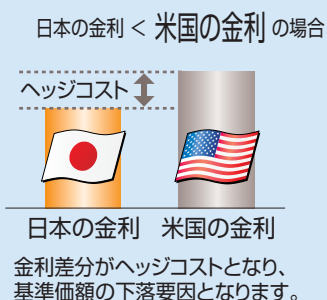 日本の金利 < 米国の金利 の場合
ヘッジコスト
日本の金利 米国の金利
金利差分がヘッジコストとなり、
基準価額の下落要因となります。